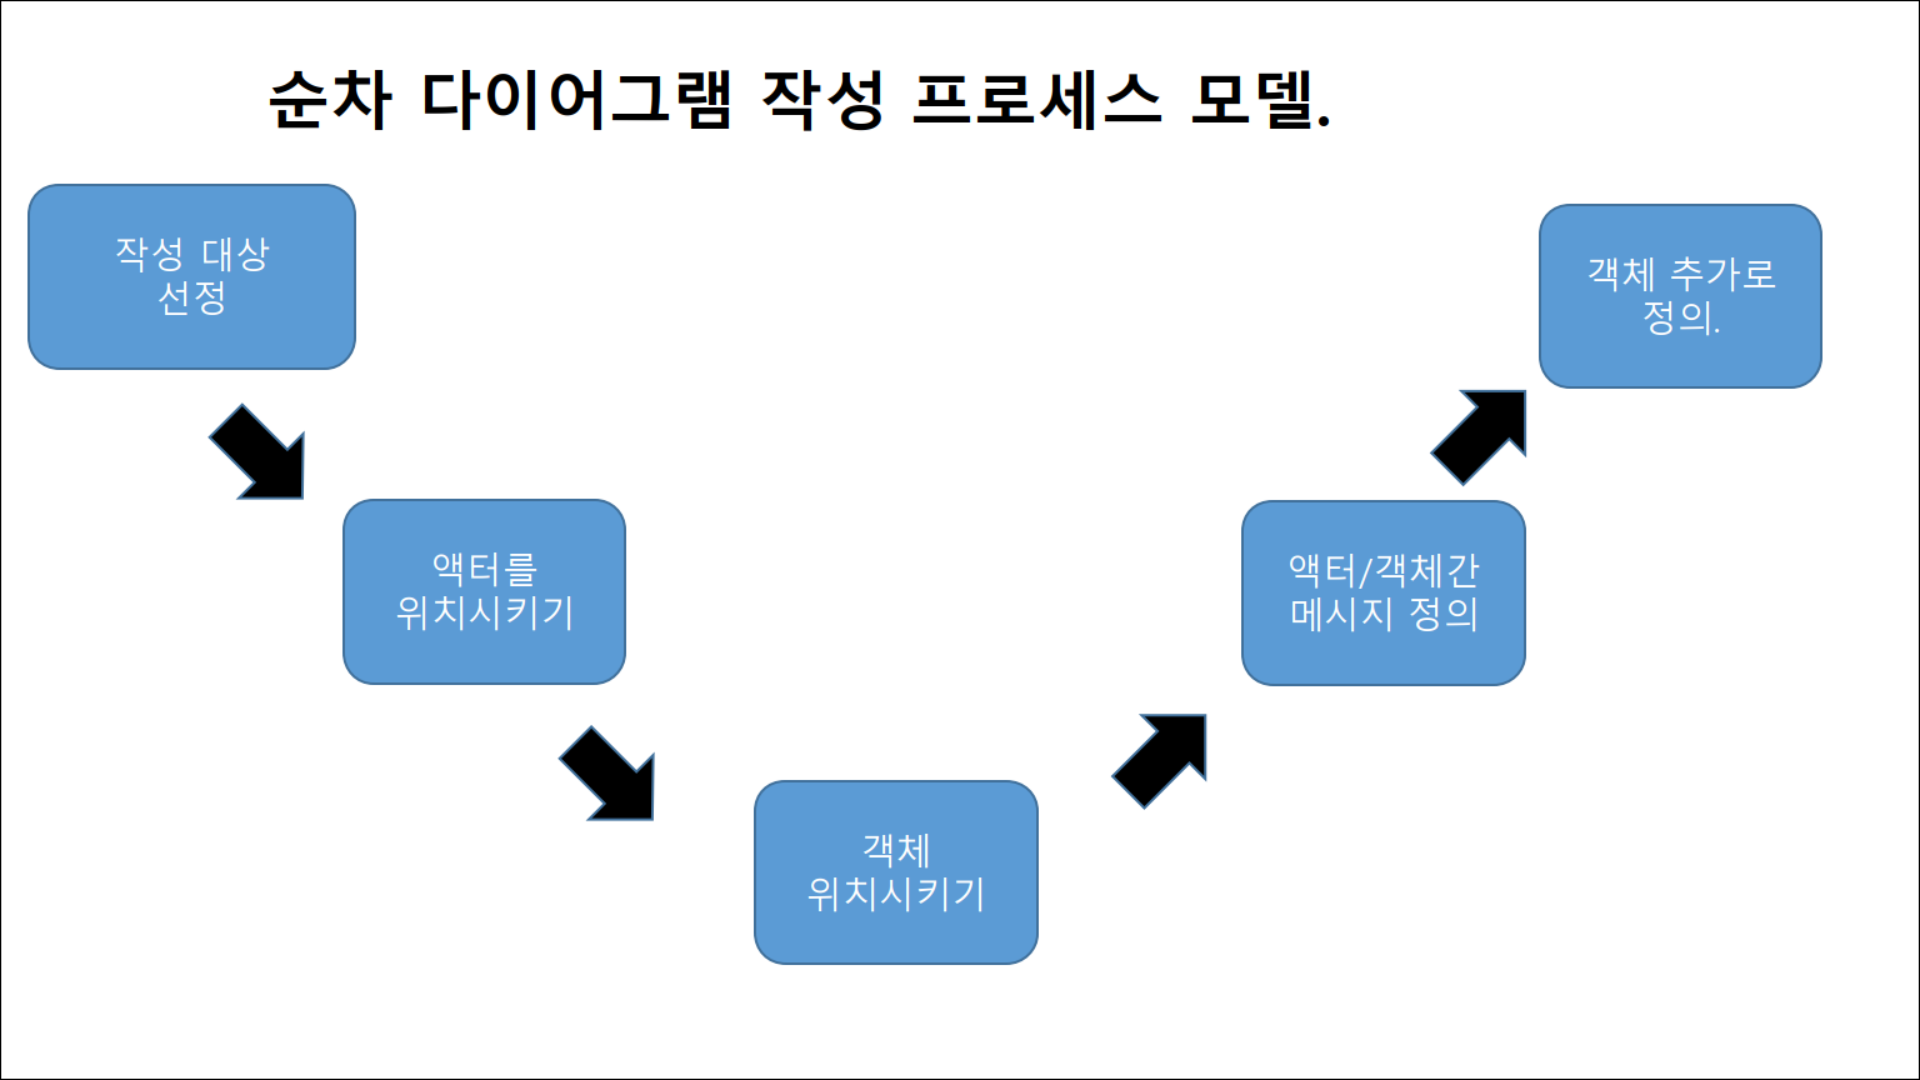 순차 다이어그램 작성 프로세스 모델.
작성 대상
선정
액터를
위치시키기
객체
위치시키기
액터/객체간
메시지 정의
객체 추가로
정의.